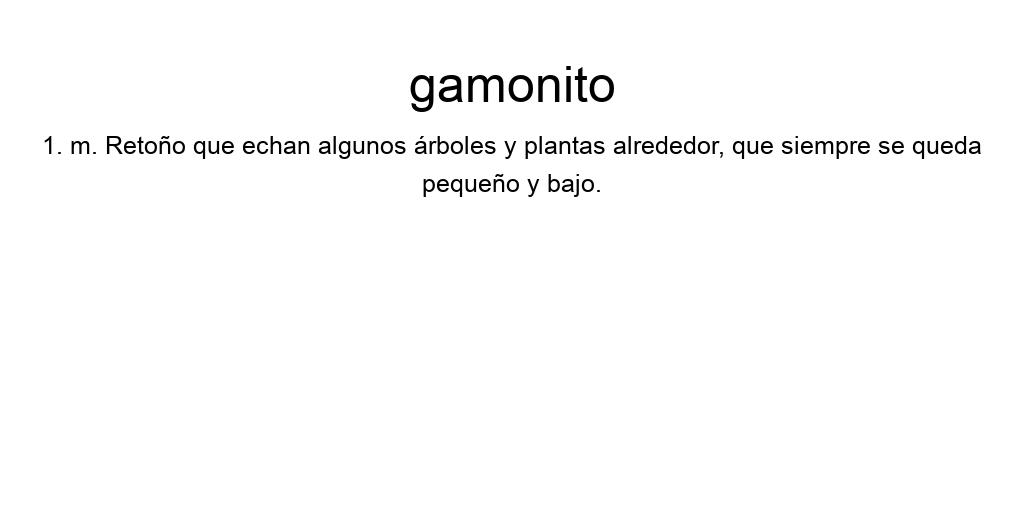 gamonito
1. m. Retoño que echan algunos árboles y plantas alrededor, que siempre se queda
pequeño y bajo.